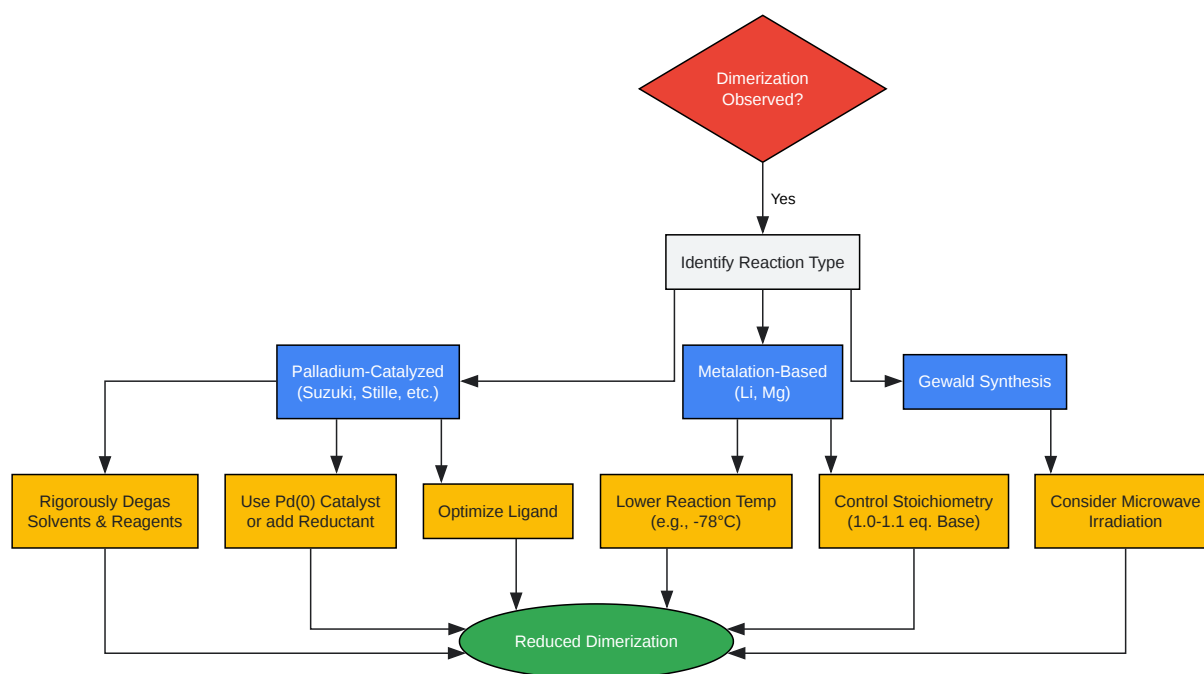 Dimerization
Observed?
Yes
Identify Reaction Type
Palladium-Catalyzed
(Suzuki, Stille, etc.)
Metalation-Based
(Li, Mg)
Gewald Synthesis
Rigorously Degas
Solvents & Reagents
Use Pd(0) Catalyst
or add Reductant
Optimize Ligand
Lower Reaction Temp
(e.g., -78°C)
Control Stoichiometry
(1.0-1.1 eq. Base)
Consider Microwave
Irradiation
Reduced Dimerization